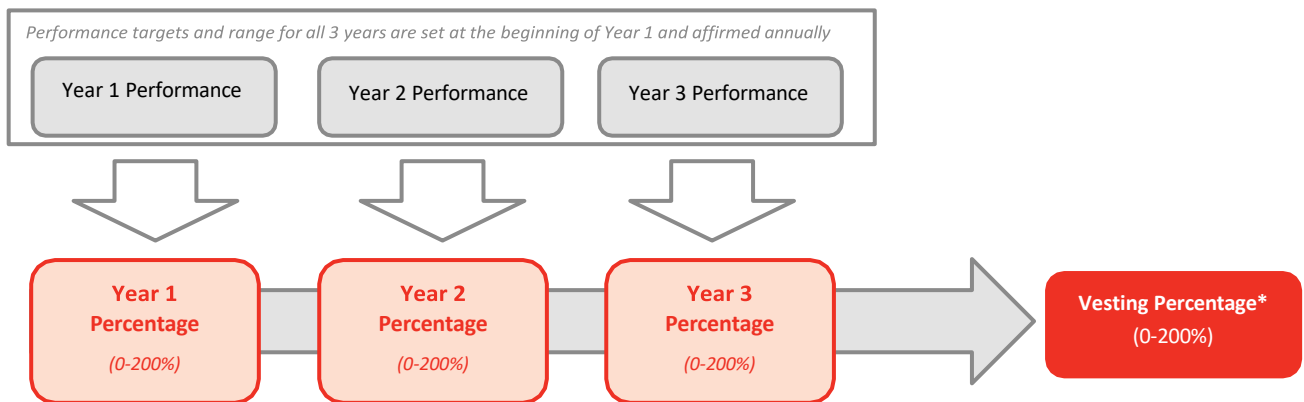 Performance targets and range for all 3 years are set at the beginning of Year 1 and affirmed annually
Year 1 Performance
Year 2 Performance
Year 3 Performance
Year 1
Percentage
(0-200%)
Year 2
Percentage
(0-200%)
Year 3
Percentage
(0-200%)
Vesting Percentage*
(0-200%)